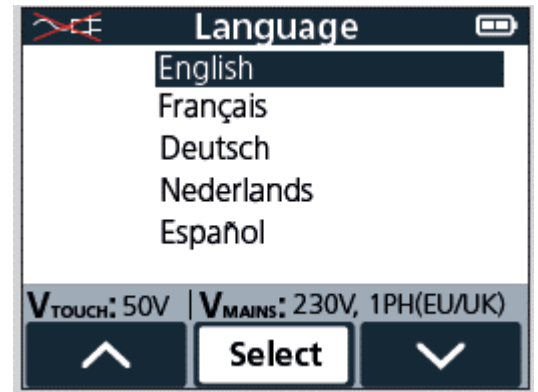 Language
English
Français
Deutsch
Nederlands
Español
VTOUCH: 50V | VMAINS: 230V, 1PH(EU/UK)
Select